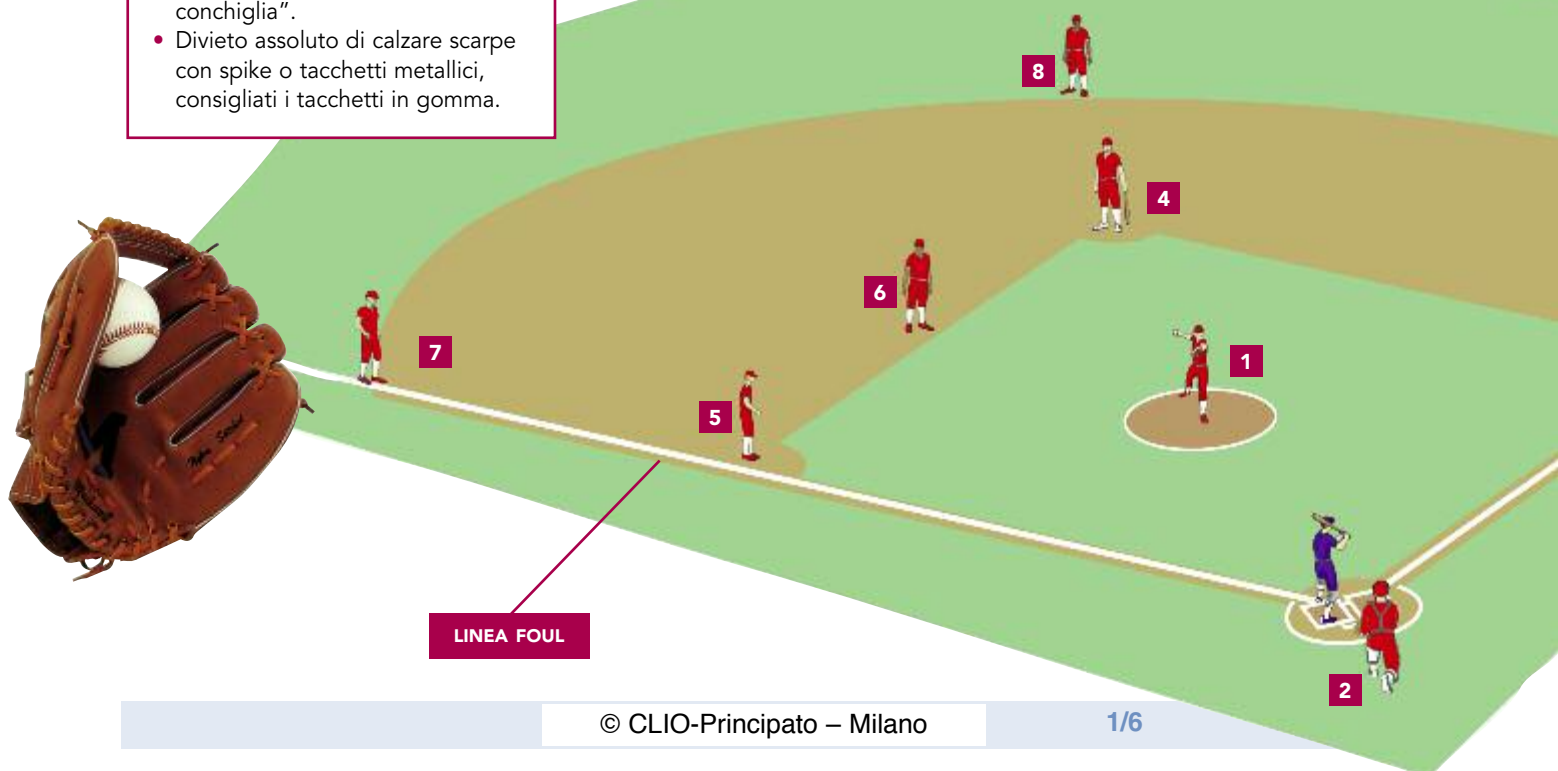 conchiglia”.
• Divieto assoluto di calzare scarpe
con spike o tacchetti metallici,
consigliati i tacchetti in gomma.
8
4
6
7
1
5
LINEA FOUL
2
© CLIO-Principato – Milano
1/6